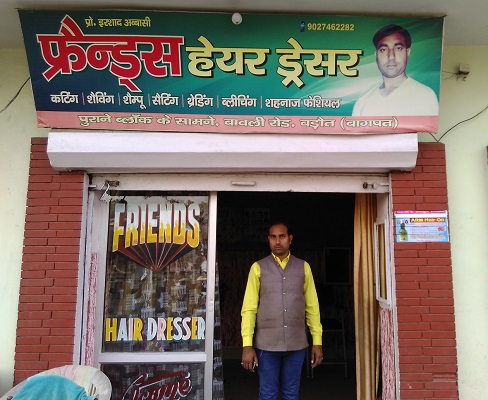 प्रो. इरशाद अब्बासी
9027462282
फ्रैन्ड्स हेयर ड्रेसर
कटिंग | शेविंग | शैम्पू | सैटिंग | थ्रेडिंग | ब्लीचिंग | शहनाज फेशियल
पुराने ब्लॉक के सामने, बावली रोड, बड़ौत (बागपत)
FRIENDS
HAIR DRESSER